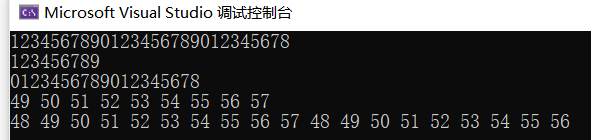 Microsoft Visual Studio 调试控制台
1234567890123456789012345678
123456789
0123456789012345678
49 50 51 52 53 54 55 56 57
48 49 50 51 52 53 54 55 56 57 48 49 50 51 52 53 54 55 56